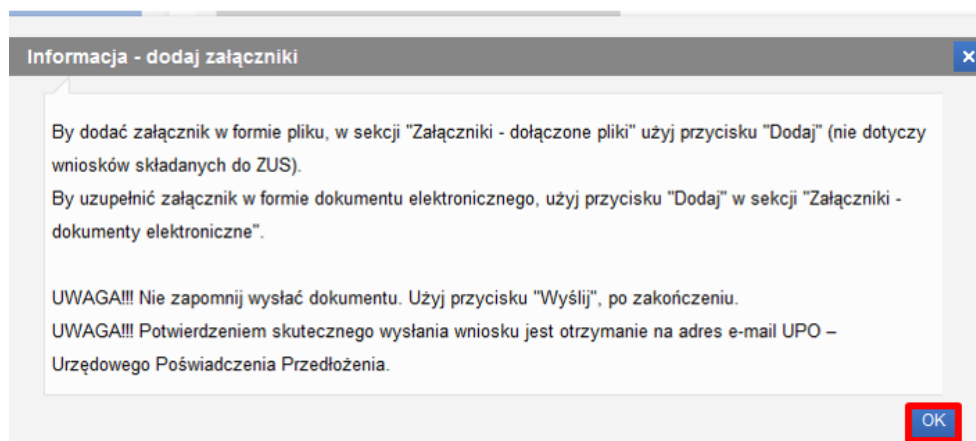 Informacja - dodaj załączniki
By dodać załącznik w formie pliku, w sekcji "Załączniki - dołączone pliki" użyj przycisku "Dodaj" (nie dotyczy
wniosków składanych do ZUS).
By uzupełnić załącznik w formie dokumentu elektronicznego, użyj przycisku "Dodaj" w sekcji "Załączniki -
dokumenty elektroniczne".
UWAGA!!! Nie zapomnij wysłać dokumentu. Użyj przycisku "Wyślij", po zakończeniu.
UWAGA!!! Potwierdzeniem skutecznego wysłania wniosku jest otrzymanie na adres e-mail UPO –
Urzędowego Poświadczenia Przedłożenia.
OK